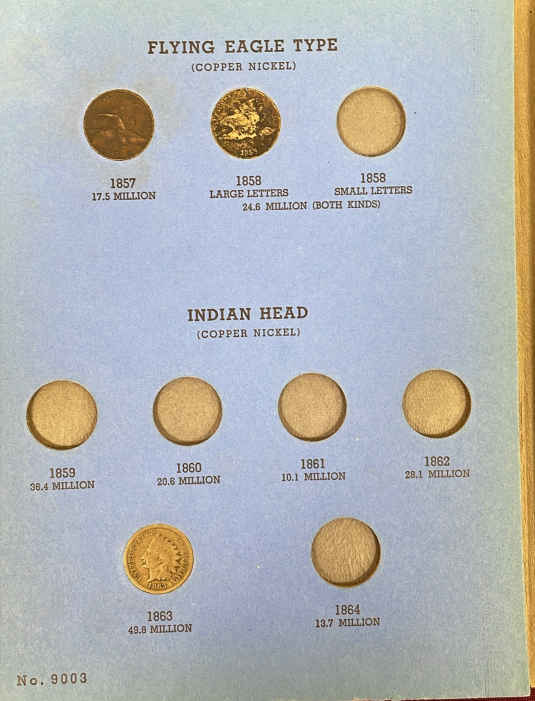 FLYING EAGLE TYPE
(COPPER NICKEL)
1857
17.5 MILLION
1858
LARGE LETTERS
1858
SMALL LETTERS
24.6 MILLION (BOTH KINDS)
INDIAN HEAD
(COPPER NICKEL)
1859
36.4 MILLION
1860
20.6 MILLION
1861
10.1 MILLION
1862
28.1 MILLION
1863
1863
49.8 MILLION
1864
13.7 MILLION
No. 9003